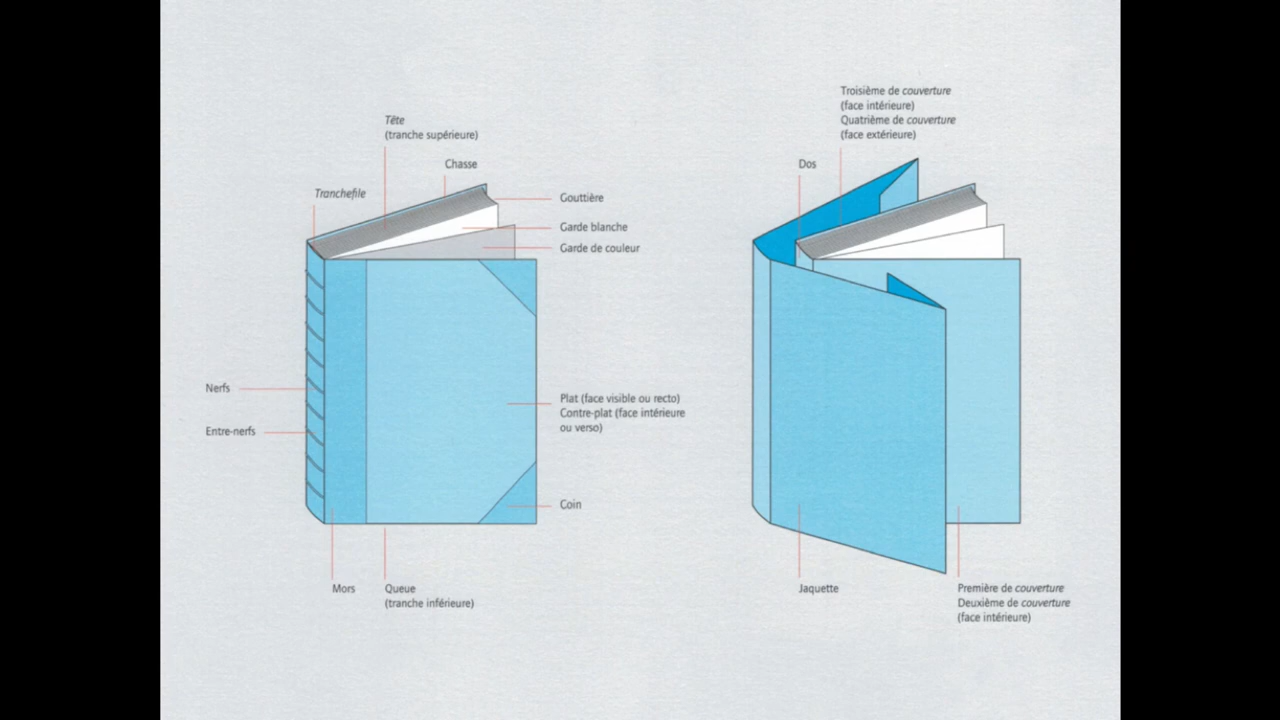 Tête
(tranche supérieure)
Chasse
Tranchefile
Gouttière
Garde blanche
Garde de couleur
Nerfs
Entre-nerfs
Plat (face visible ou recto)
Contre-plat (face intérieure
ou verso)
Coin
Mors
Queue
(tranche inférieure)
Troisième de couverture
(face intérieure)
Quatrième de couverture
(face extérieure)
Dos
Jaquette
Première de couverture
Deuxième de couverture
(face intérieure)